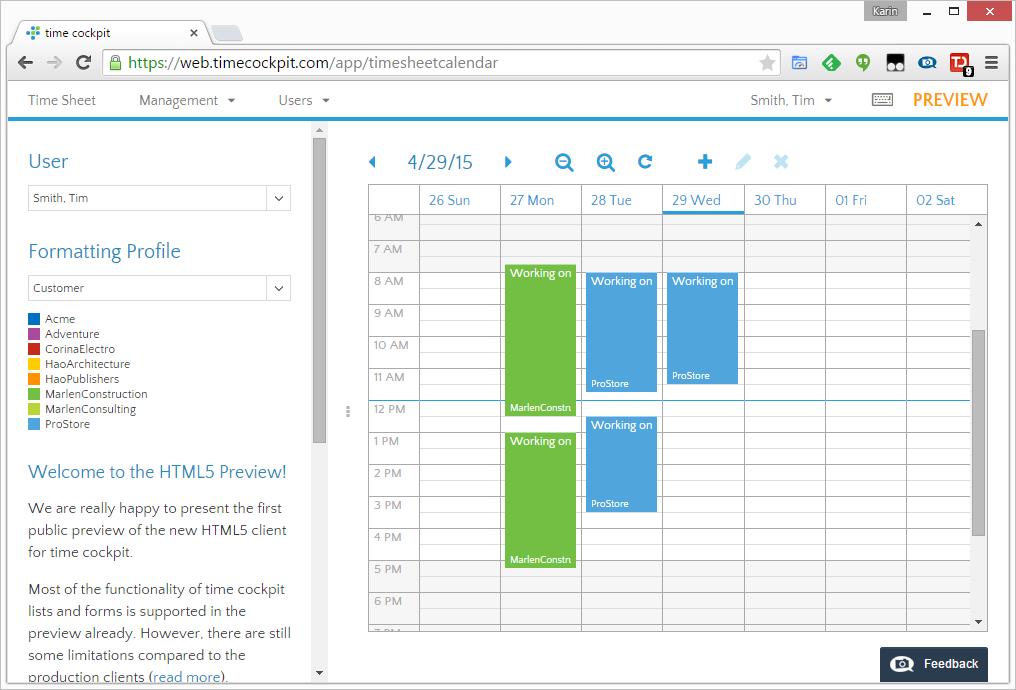 Karin
time cockpit
https://web.timecockpit.com/app/timesheetcalendar
9
Time Sheet Management Users Smith, Tim PREVIEW
User
Smith, Tim
Formatting Profile
Customer
Acme
Adventure
CorinaElectro
HaoArchitecture
HaoPublishers
MarlenConstruction
MarlenConsulting
ProStore
Welcome to the HTML5 Preview!
We are really happy to present the first
public preview of the new HTML5 client
for time cockpit.
Most of the functionality of time cockpit
lists and forms is supported in the
preview already. However, there are still
some limitations compared to the
production clients (read more).
4/29/15
26 Sun 27 Mon 28 Tue 29 Wed 30 Thu 01 Fri 02 Sat
6 AM
7 AM
Working on
8 AM Working on Working on
9 AM
10 AM
11 AM ProStore ProStore
12 PM MarlenConstn
Working on
1 PM Working on
2 PM
3 PM ProStore
4 PM
MarlenConstn
5 PM
6 PM
7 PM
Feedback